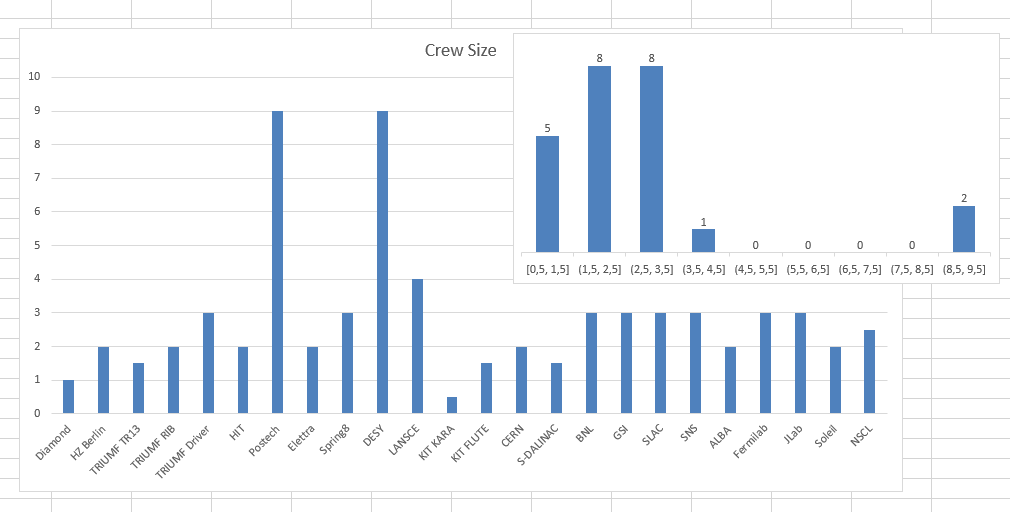 Crew Size
10
9
8
7
6
5
4
3
2
1
0
Diamond
HZ Berlin
TRIUMF TR13
TRIUMF RIB
TRIUMF Driver
HIT
Postech
Elettra
Spring8
DESY
LANSCE
KIT KARA
KIT FLUTE
CERN
S-DALINAC
BNL
GSI
SLAC
SNS
ALBA
Fermilab
JLab
Soleil
NSCL
5 8 8 1 0 0 0 0 2
[0,5, 1,5] (1,5, 2,5] (2,5, 3,5] (3,5, 4,5] (4,5, 5,5] (5,5, 6,5] (6,5, 7,5] (7,5, 8,5] (8,5, 9,5]